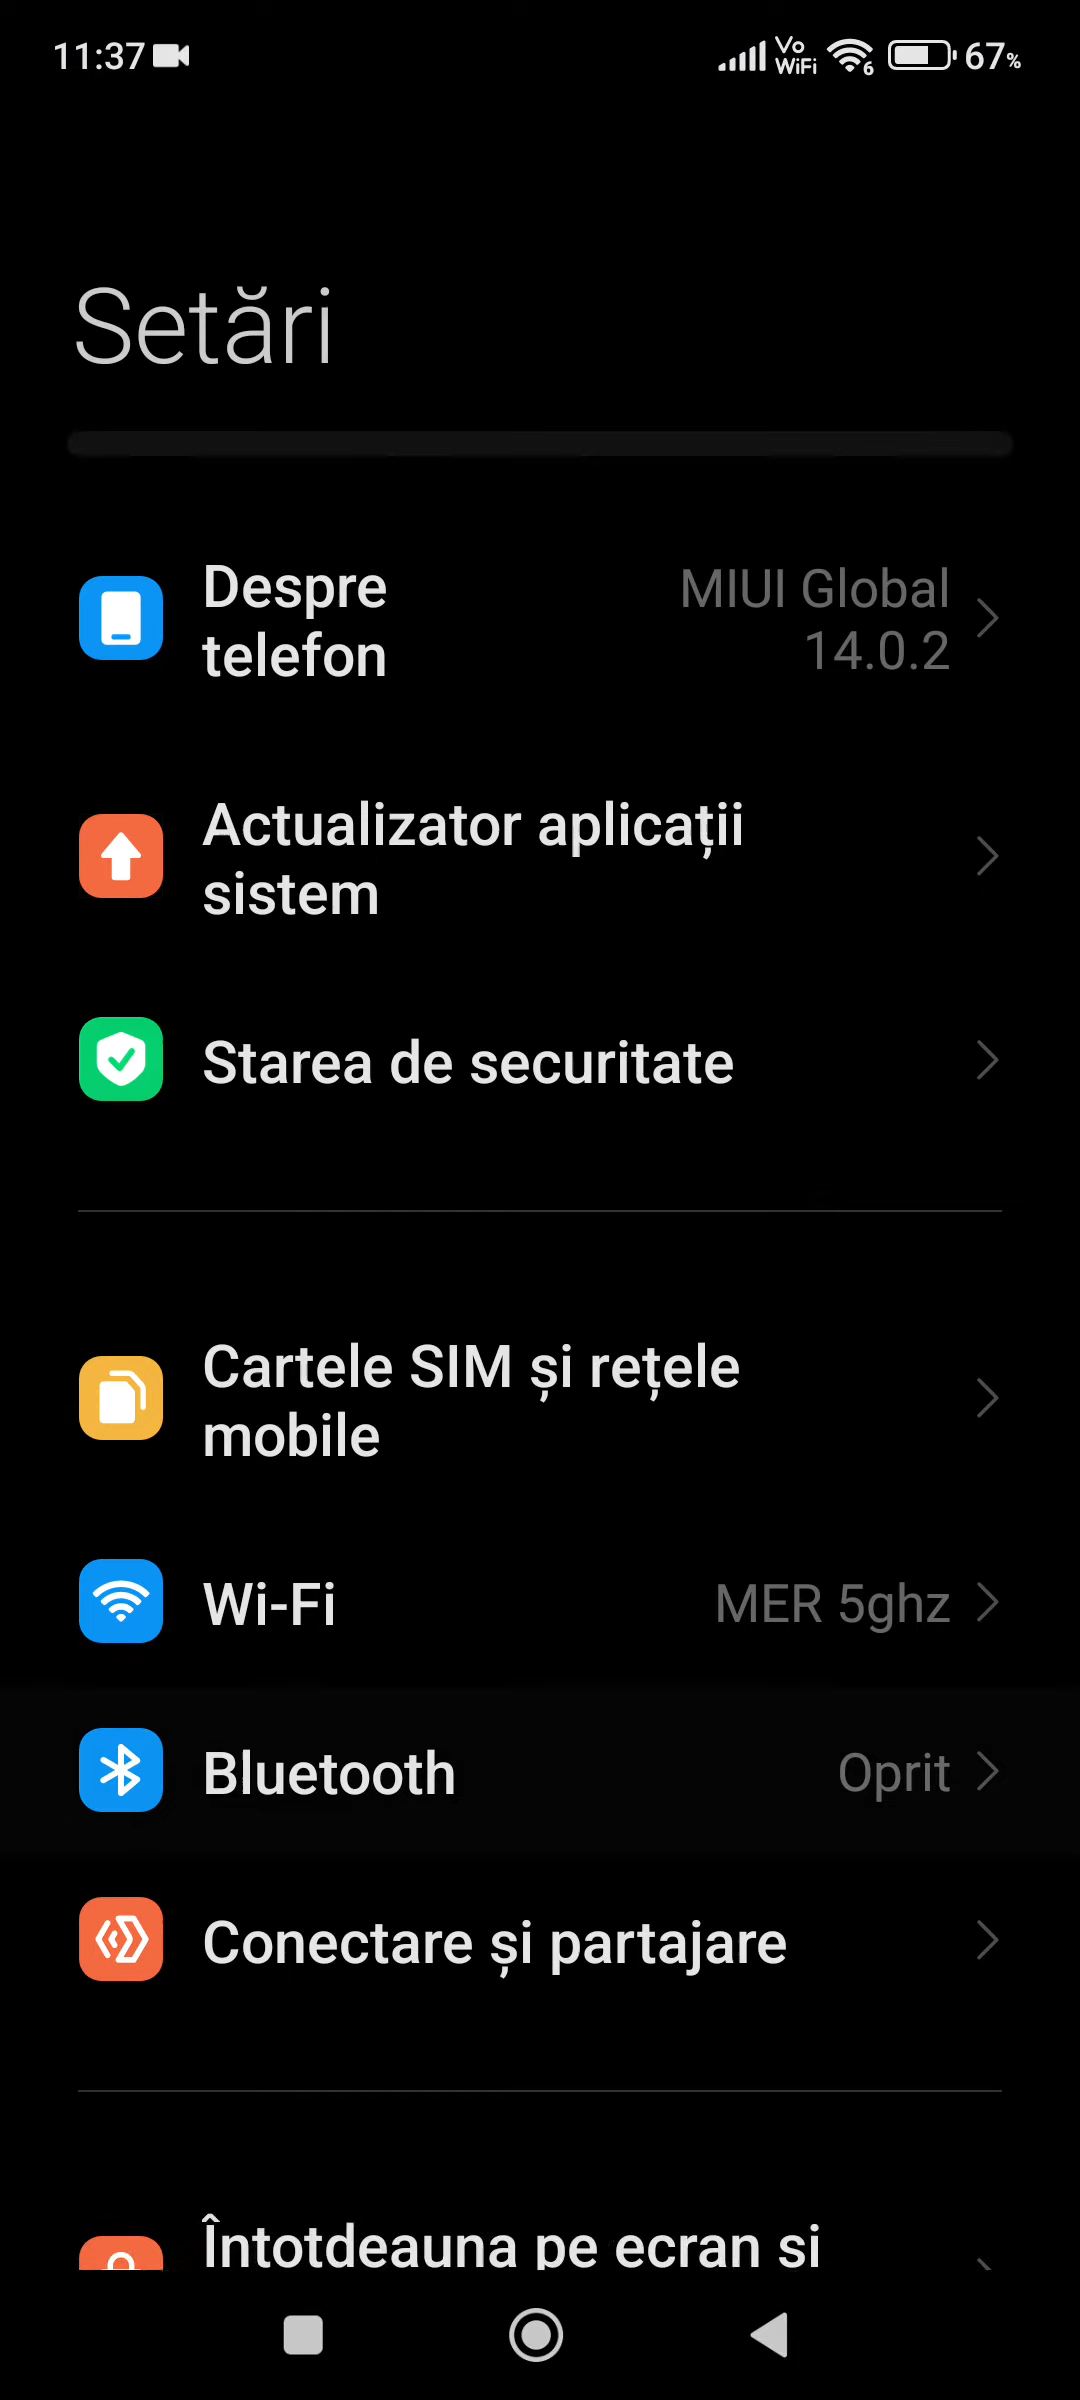 11:37 Vo WiFi 6 67%
Setări
Despre telefon
MIUI Global 14.0.2
Actualizator aplicații
sistem
Starea de securitate
Cartele SIM și rețele
mobile
Wi-Fi MER 5ghz
Bluetooth Oprit
Conectare și partajare
Întotdeauna pe ecran si